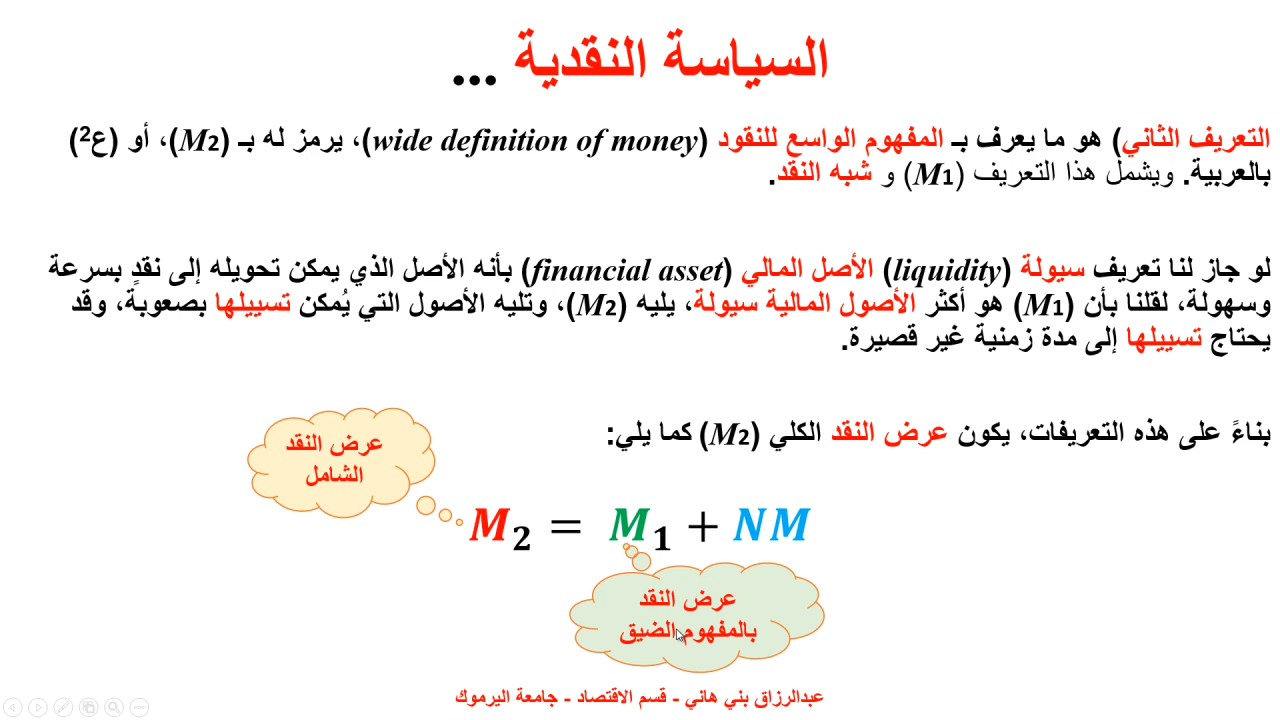 السياسة النقدية ...
التعريف الثاني) هو ما يعرف بـ المفهوم الواسع للنقود (wide definition of money)، يرمز له بـ (M2)، أو (ع2)
بالعربية. ويشمل هذا التعريف (M1) و شبه النقد.
لو جاز لنا تعريف سيولة (liquidity) الأصل المالي (financial asset) بأنه الأصل الذي يمكن تحويله إلى نقدٍ بسرعة
وسهولة، لقلنا بأن (M1) هو أكثر الأصول المالية سيولة، يليه (M2)، وتليه الأصول التي يُمكن تسييلها بصعوبة، وقد
يحتاج تسييلها إلى مدة زمنية غير قصيرة.
بناءً على هذه التعريفات، يكون عرض النقد الكلي (M2) كما يلي:
عرض النقد
الشامل
M₂ = M₁ + NM
عرض النقد
بالمفهوم الضيق
عبدالرزاق بني هاني - قسم الاقتصاد - جامعة اليرموك